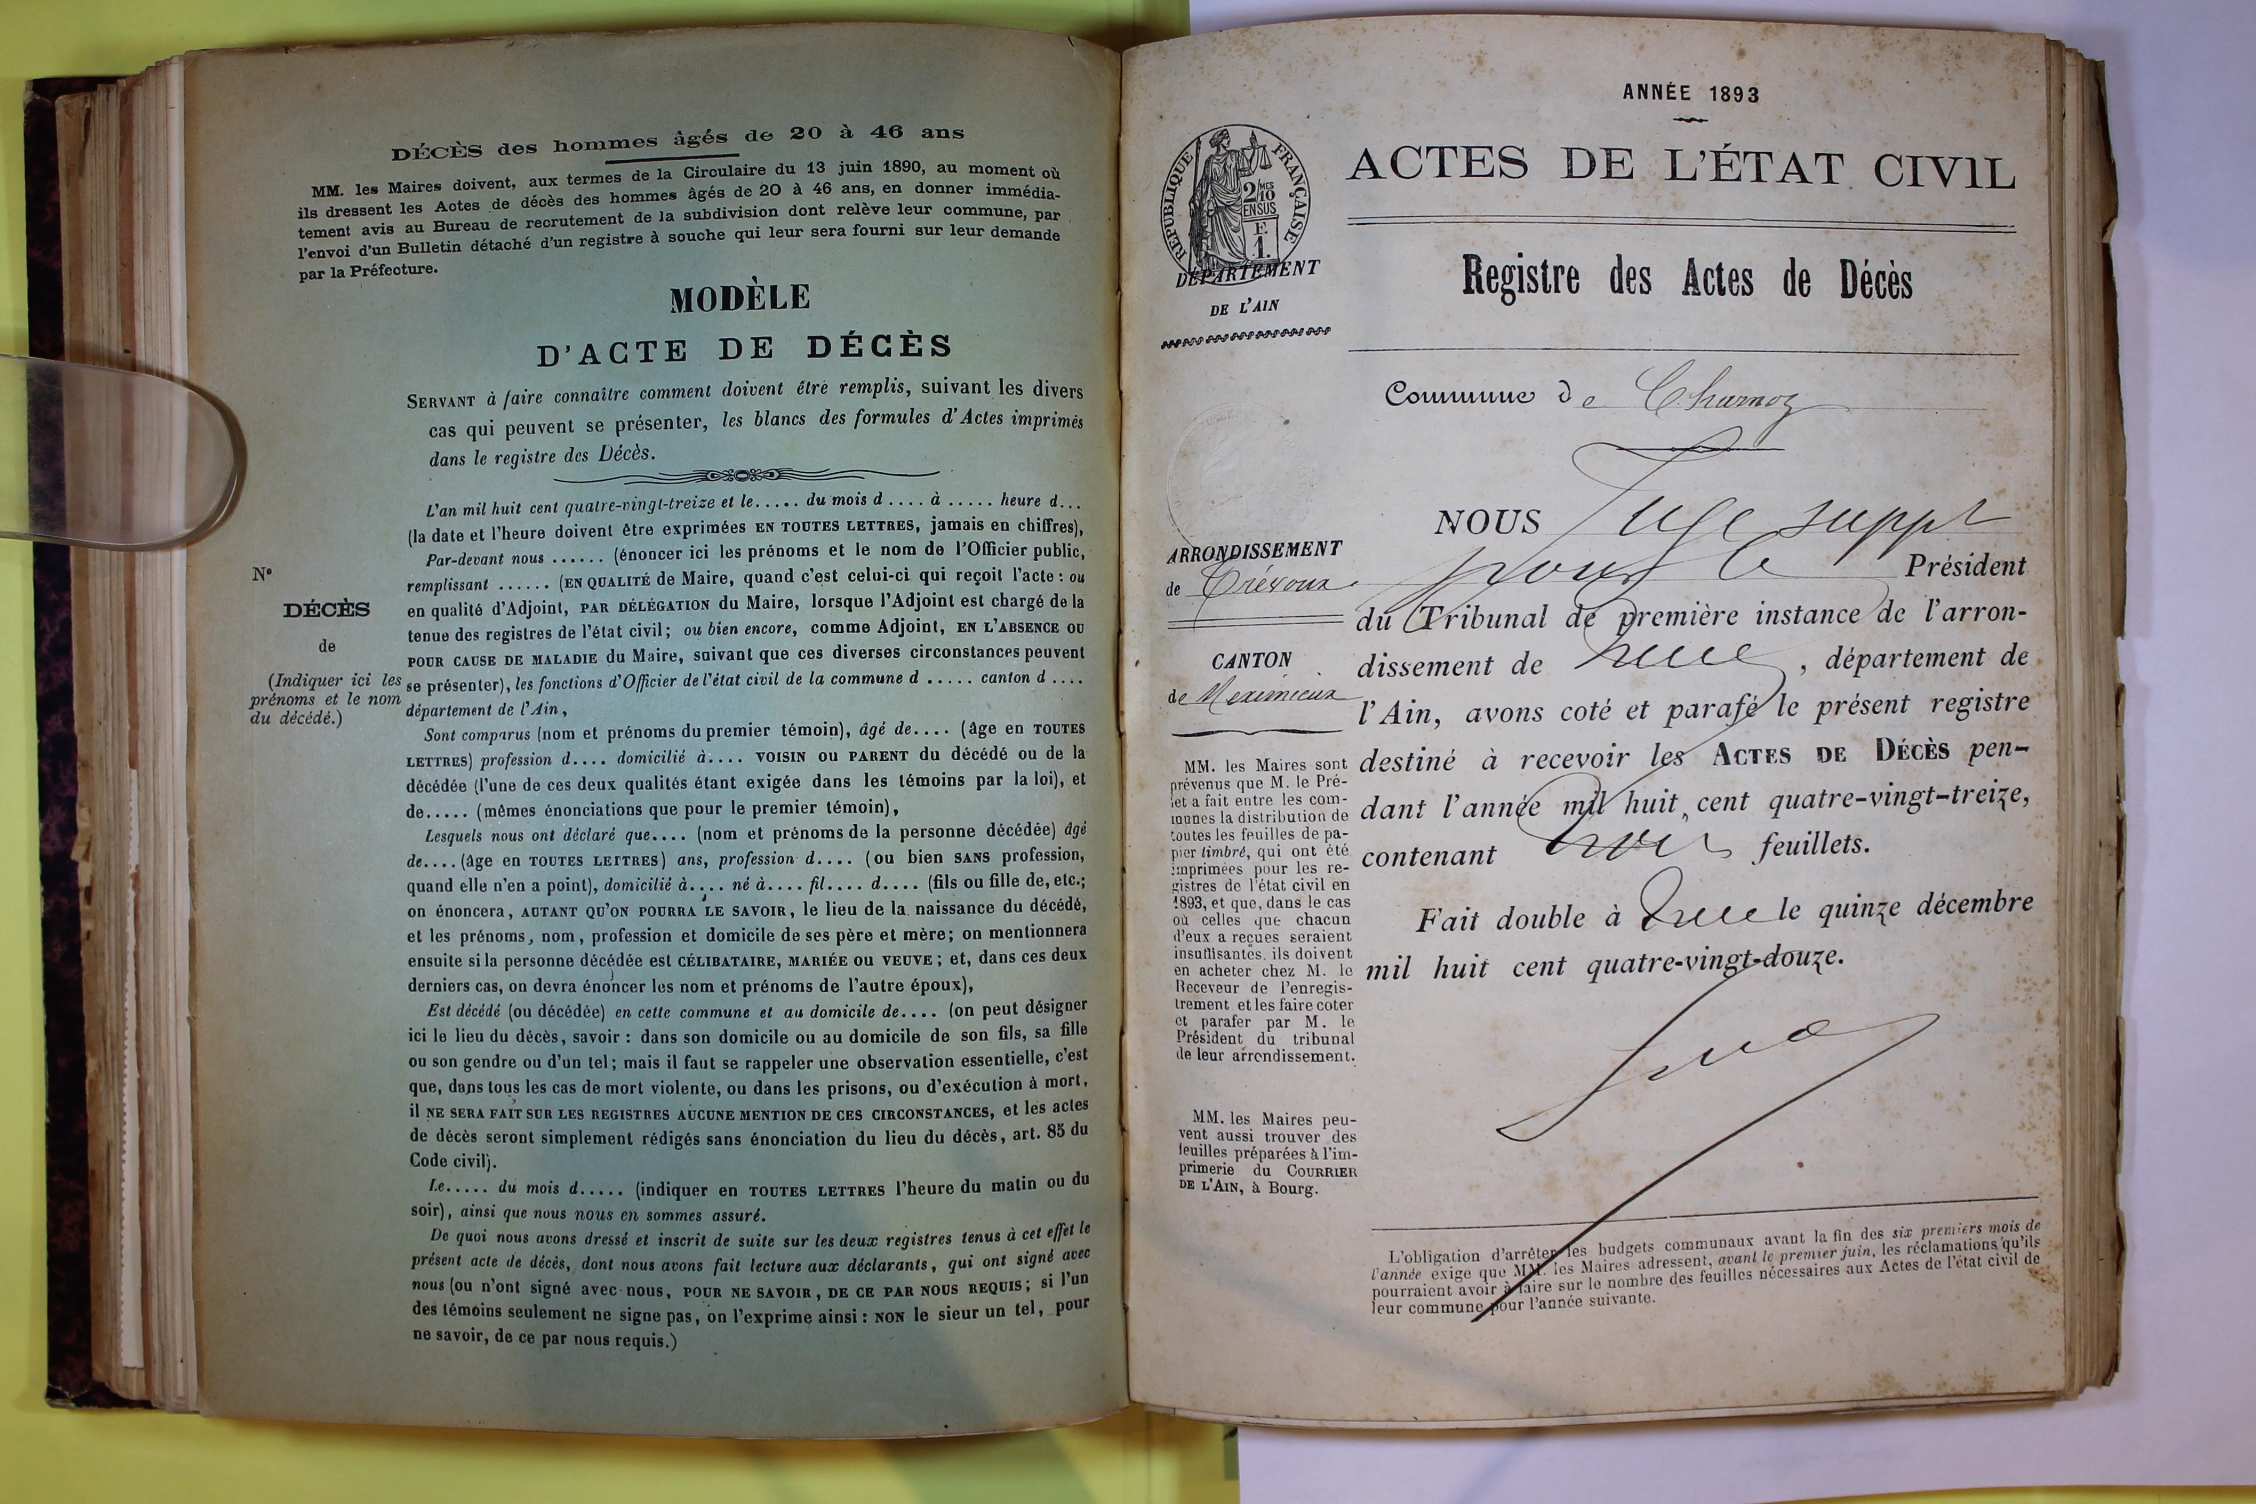 DÉCÈS des hommes âgés de 20 à 46 ans
MM. les Maires doivent, aux termes de la Circulaire du 13 juin 1890, au moment où
ils dressent les Actes de décès des hommes âgés de 20 à 46 ans, en donner immédia-
tement avis au Bureau de recrutement de la subdivision dont relève leur commune, par
l'envoi d'un Bulletin détaché d'un registre à souche qui leur sera fourni sur leur demande
par la Préfecture.
MODÈLE
D'ACTE DE DÉCÈS
SERVANT à faire connaître comment doivent être remplis, suivant les divers
cas qui peuvent se présenter, les blancs des formules d'Actes imprimés
dans le registre des Décès.
L'an mil huit cent quatre-vingt-treize et le..... du mois d .... à ..... heure d...
(la date et l'heure doivent être exprimées EN TOUTES LETTRES, jamais en chiffres),
Par-devant nous ...... (énoncer ici les prénoms et le nom de l'Officier public,
remplissant ...... (EN QUALITÉ de Maire, quand c'est celui-ci qui reçoit l'acte : ou
en qualité d'Adjoint, PAR DÉLÉGATION du Maire, lorsque l'Adjoint est chargé de la
tenue des registres de l'état civil; ou bien encore, comme Adjoint, EN L'ABSENCE OU
POUR CAUSE DE MALADIE du Maire, suivant que ces diverses circonstances peuvent
se présenter), les fonctions d'Officier de l'état civil de la commune d ..... canton d ....
département de l'Ain,
Sont comparus (nom et prénoms du premier témoin), âgé de.... (âge en TOUTES
LETTRES) profession d.... domicilié à.... VOISIN OU PARENT du décédé ou de la
décédée (l'une de ces deux qualités étant exigée dans les témoins par la loi), et
de..... (mêmes énonciations que pour le premier témoin),
Lesquels nous ont déclaré que.... (nom et prénoms de la personne décédée) âgé
de.... (âge en TOUTES LETTRES) ans, profession d.... (ou bien SANS profession,
quand elle n'en a point), domicilié à.... né à.... fil.... d.... (fils ou fille de, etc.;
on énoncera, AUTANT QU'ON POURRA LE SAVOIR, le lieu de la naissance du décédé,
et les prénoms, nom, profession et domicile de ses père et mère; on mentionnera
ensuite si la personne décédée est CÉLIBATAIRE, MARIÉE OU VEUVE; et, dans ces deux
derniers cas, on devra énoncer les nom et prénoms de l'autre époux),
Est décédé (ou décédée) en cette commune et au domicile de.... (on peut désigner
ici le lieu du décès, savoir : dans son domicile ou au domicile de son fils, sa fille
ou son gendre ou d'un tel; mais il faut se rappeler une observation essentielle, c'est
que, dans tous les cas de mort violente, ou dans les prisons, ou d'exécution à mort,
il NE SERA FAIT SUR LES REGISTRES AUCUNE MENTION DE CES CIRCONSTANCES, et les actes
de décès seront simplement rédigés sans énonciation du lieu du décès, art. 85 du
Code civil).
Le..... du mois d..... (indiquer en TOUTES LETTRES l'heure du matin ou du
soir), ainsi que nous nous en sommes assuré.
De quoi nous avons dressé et inscrit de suite sur les deux registres tenus à cet effet le
présent acte de décès, dont nous avons fait lecture aux déclarants, qui ont signé avec
nous (ou n'ont signé avec nous, POUR NE SAVOIR, DE CE PAR NOUS REQUIS; si l'un
des témoins seulement ne signe pas, on l'exprime ainsi : NON le sieur un tel, pour
ne savoir, de ce par nous requis.)
N°
DÉCÈS
de
(Indiquer ici les
prénoms et le nom
du décédé.)
ANNÉE 1893
ACTES DE L'ÉTAT CIVIL
Registre des Actes de Décès
RÉPUBLIQUE FRANÇAISE
2/10 MES
EN SUS
F.
1.
DÉPARTEMENT
DE L'AIN
Commune de Charnoz
NOUS Juge suppt
pour le Président
du Tribunal de première instance de l'arron-
dissement de Trévoux, département de
l'Ain, avons coté et parafé le présent registre
destiné à recevoir les ACTES DE DÉCÈS pen-
dant l'année mil huit cent quatre-vingt-treize,
contenant trois feuillets.
Fait double à Trévoux le quinze décembre
mil huit cent quatre-vingt-douze.
ARRONDISSEMENT
de Trévoux
CANTON
de Meximieux
MM. les Maires sont
prévenus que M. le Pré-
fet a fait entre les com-
munes la distribution de
toutes les feuilles de pa-
pier timbré, qui ont été
imprimées pour les re-
gistres de l'état civil en
1893, et que, dans le cas
où celles que chacun
d'eux a reçues seraient
insuffisantes, ils doivent
en acheter chez M. le
Receveur de l'enregis-
trement et les faire coter
et parafer par M. le
Président du tribunal
de leur arrondissement.
MM. les Maires peu-
vent aussi trouver des
feuilles préparées à l'im-
primerie du COURRIER
DE L'AIN, à Bourg.
L'obligation d'arrêter les budgets communaux avant la fin des six premiers mois de
l'année exige que MM. les Maires adressent, avant le premier juin, les réclamations qu'ils
pourraient avoir à faire sur le nombre des feuilles nécessaires aux Actes de l'état civil de
leur commune pour l'année suivante.